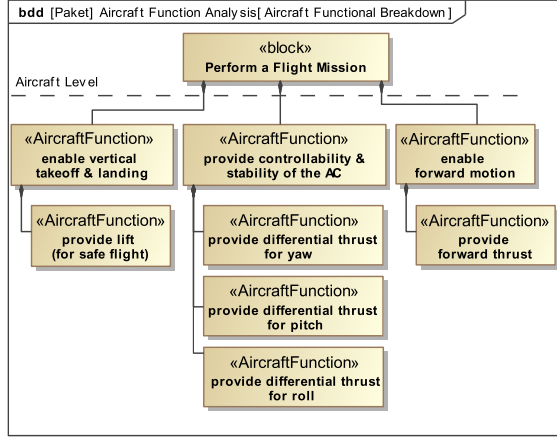 bdd [Paket] Aircraft Function Analysis[ Aircraft Functional Breakdown ]
«block»
Perform a Flight Mission
Aircraft Level
«AircraftFunction»
enable vertical
takeoff & landing
«AircraftFunction»
provide controllability &
stability of the AC
«AircraftFunction»
enable
forward motion
«AircraftFunction»
provide lift
(for safe flight)
«AircraftFunction»
provide differential thrust
for yaw
«AircraftFunction»
provide
forward thrust
«AircraftFunction»
provide differential thrust
for pitch
«AircraftFunction»
provide differential thrust
for roll